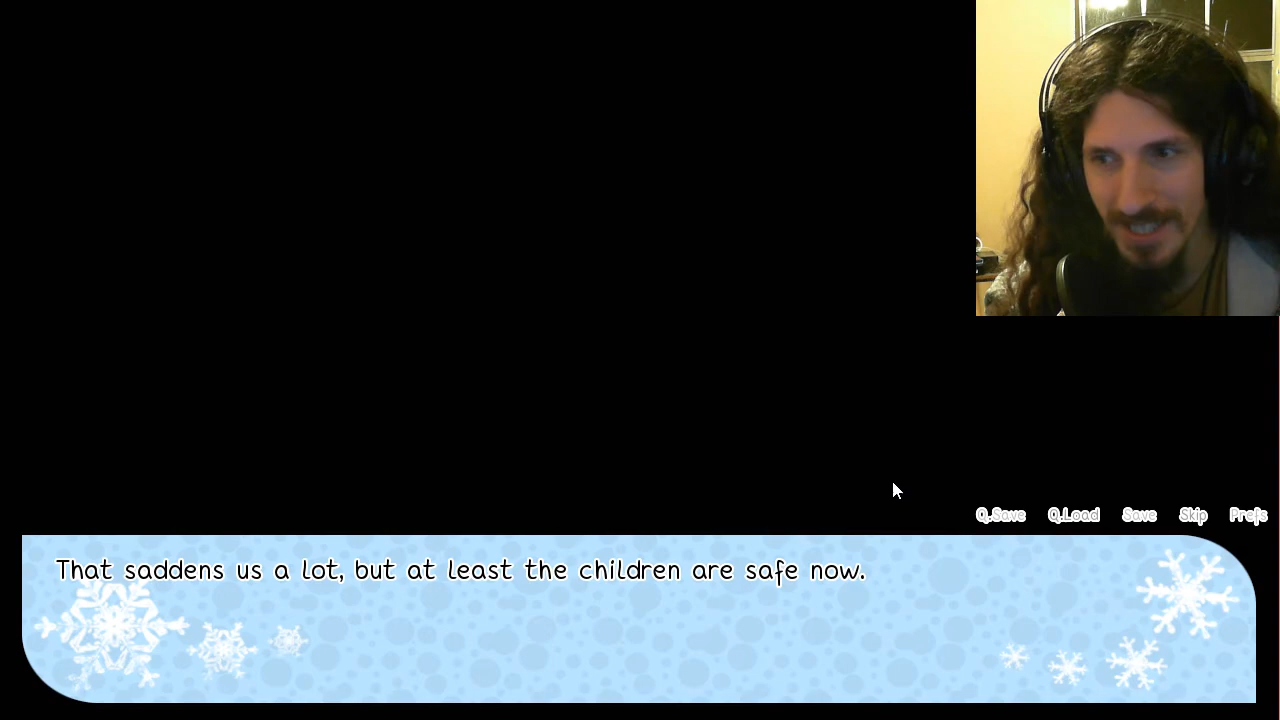 Q.Save Q.Load Save Skip Prefs
That saddens us a lot, but at least the children are safe now.